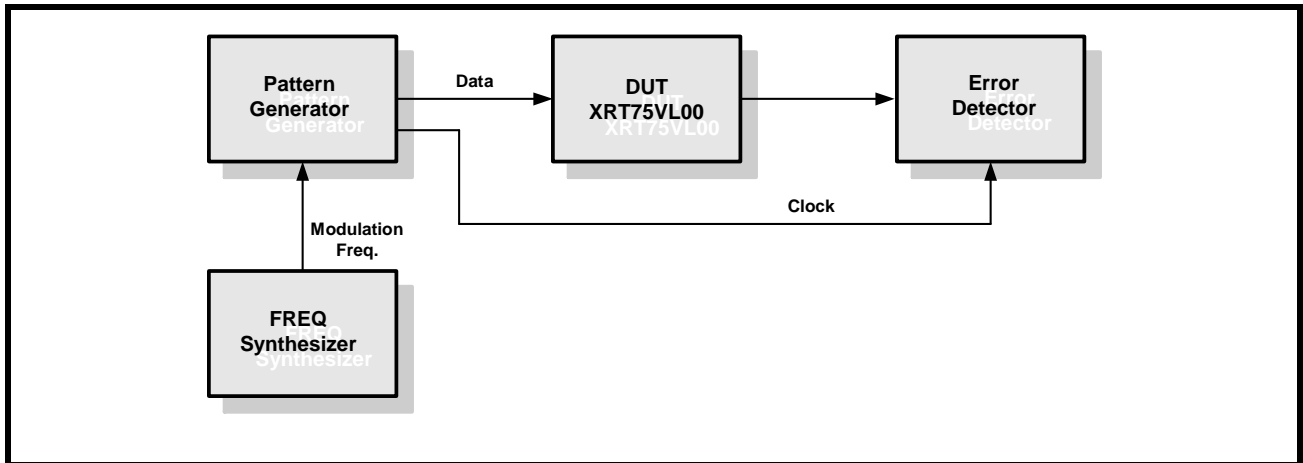 Pattern
Generator
Data
DUT
XRT75VL00
Error
Detector
Clock
Modulation
Freq.
FREQ
Synthesizer